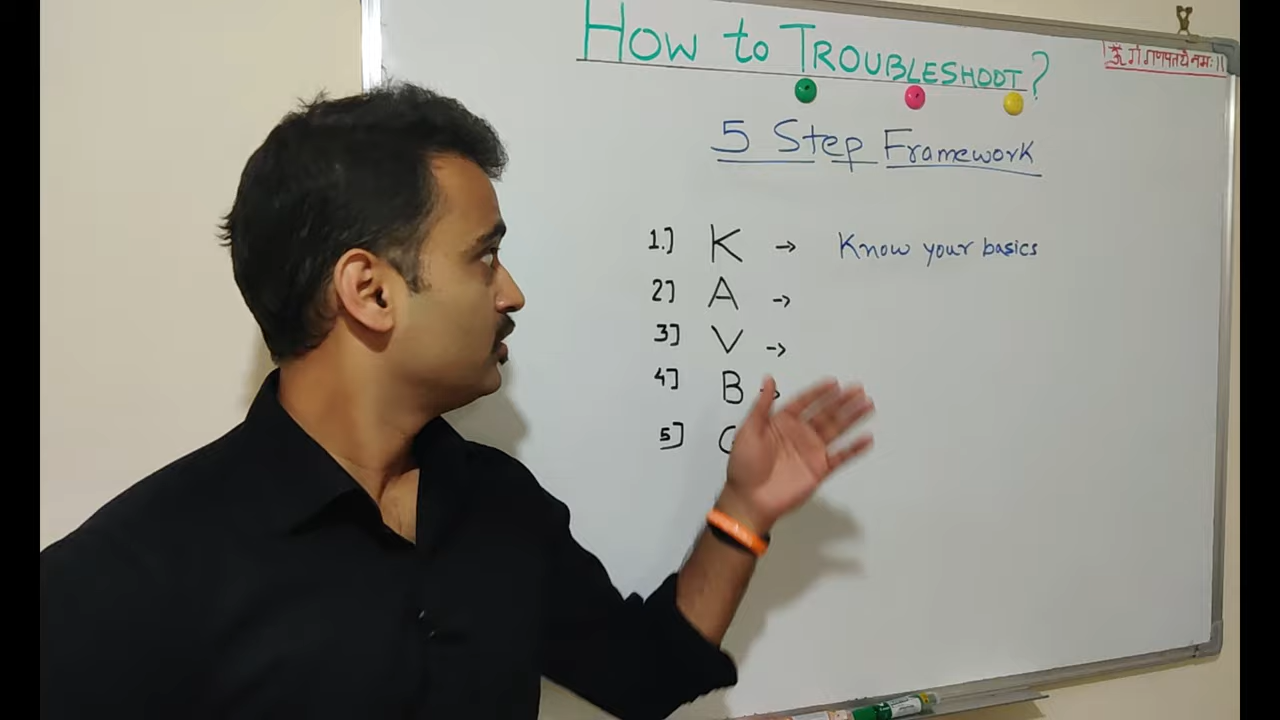 How to TROUBLESHOOT?
॥ ॐ गं गणपतये नमः ॥
5 Step Framework
1.] K → Know your basics
2] A →
3] V →
4] B →
5]